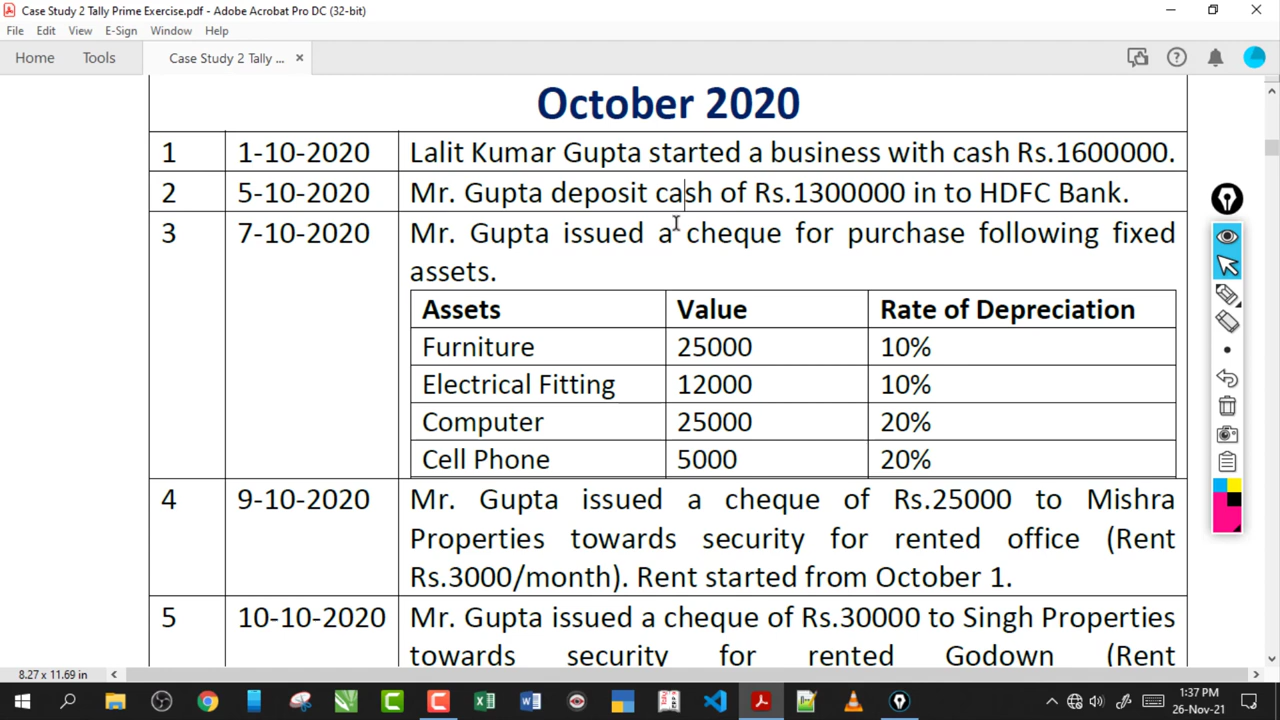 Case Study 2 Tally Prime Exercise.pdf - Adobe Acrobat Pro DC (32-bit)
File Edit View E-Sign Window Help
Home Tools Case Study 2 Tally ... ×
October 2020
1 1-10-2020 Lalit Kumar Gupta started a business with cash Rs.1600000.
2 5-10-2020 Mr. Gupta deposit cash of Rs.1300000 in to HDFC Bank.
3 7-10-2020 Mr. Gupta issued a cheque for purchase following fixed
assets.
Assets Value Rate of Depreciation
Furniture 25000 10%
Electrical Fitting 12000 10%
Computer 25000 20%
Cell Phone 5000 20%
4 9-10-2020 Mr. Gupta issued a cheque of Rs.25000 to Mishra
Properties towards security for rented office (Rent
Rs.3000/month). Rent started from October 1.
5 10-10-2020 Mr. Gupta issued a cheque of Rs.30000 to Singh Properties
towards security for rented Godown (Rent
8.27 x 11.69 in
1:37 PM
26-Nov-21